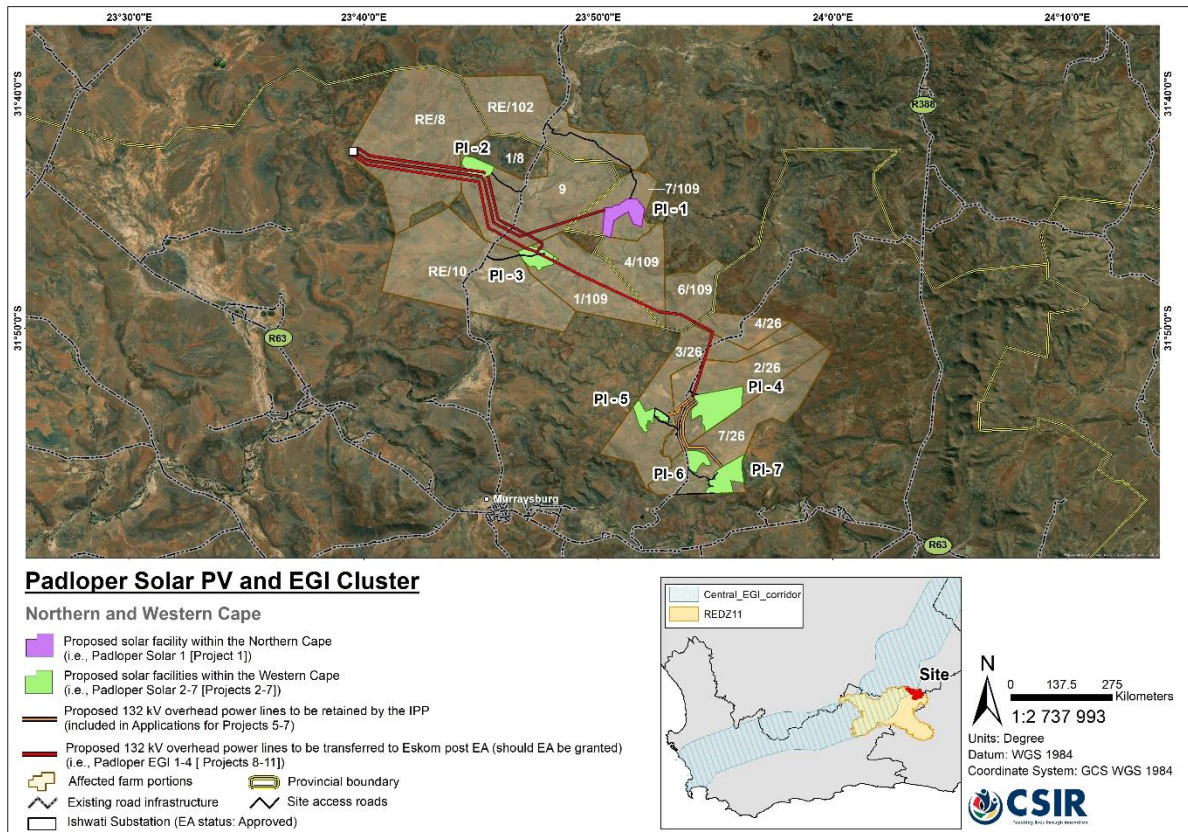 23°30'0"E 23°40'0"E 23°50'0"E 24°0'0"E 24°10'0"E
31°40'0"S
31°40'0"S
R388
RE/102
RE/8
PI - 2
1/8
9
7/109
PI - 1
RE/10
PI - 3
4/109
6/109
1/109
31°50'0"S
31°50'0"S
4/26
R63
3/26
2/26
PI - 4
PI - 5
7/26
PI - 6
PI - 7
Murraysburg
R63
Padloper Solar PV and EGI Cluster
Northern and Western Cape
Proposed solar facility within the Northern Cape
(i.e., Padloper Solar 1 [Project 1])
Proposed solar facilities within the Western Cape
(i.e., Padloper Solar 2-7 [Projects 2-7])
Proposed 132 kV overhead power lines to be retained by the IPP
(included in Applications for Projects 5-7)
Proposed 132 kV overhead power lines to be transferred to Eskom post EA (should EA be granted)
(i.e., Padloper EGI 1-4 [ Projects 8-11])
Affected farm portions Provincial boundary
Existing road infrastructure Site access roads
Ishwati Substation (EA status: Approved)
Central_EGI_corridor
REDZ11
Site
N
0 137.5 275
Kilometers
1:2 737 993
Units: Degree
Datum: WGS 1984
Coordinate System: GCS WGS 1984
CSIR
Touching lives through innovation